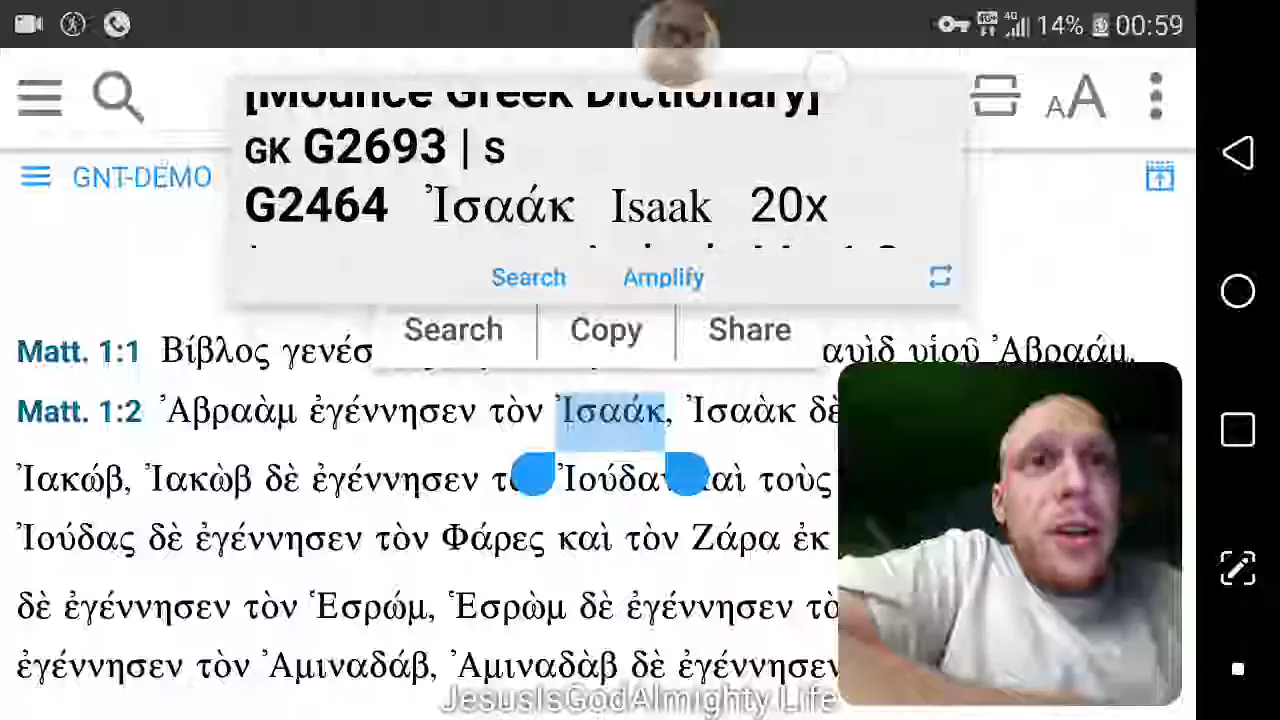 14% 00:59
[Mounce Greek Dictionary]
GK G2693 | S
G2464 Ἰσαάκ Isaak 20x
Search Amplify
Search Copy Share
GNT-DEMO
Matt. 1:1 Βίβλος γενέσ αυὶδ υἱοῦ Ἀβραάμ.
Matt. 1:2 Ἀβραὰμ ἐγέννησεν τὸν Ἰσαάκ, Ἰσαὰκ δὲ
Ἰακώβ, Ἰακὼβ δὲ ἐγέννησεν τὸν Ἰούδαν καὶ τοὺς
Ἰούδας δὲ ἐγέννησεν τὸν Φάρες καὶ τὸν Ζάρα ἐκ
δὲ ἐγέννησεν τὸν Ἑσρώμ, Ἑσρὼμ δὲ ἐγέννησεν τὸ
ἐγέννησεν τὸν Ἀμιναδάβ, Ἀμιναδὰβ δὲ ἐγέννησεν
JesusIsGodAlmighty Life